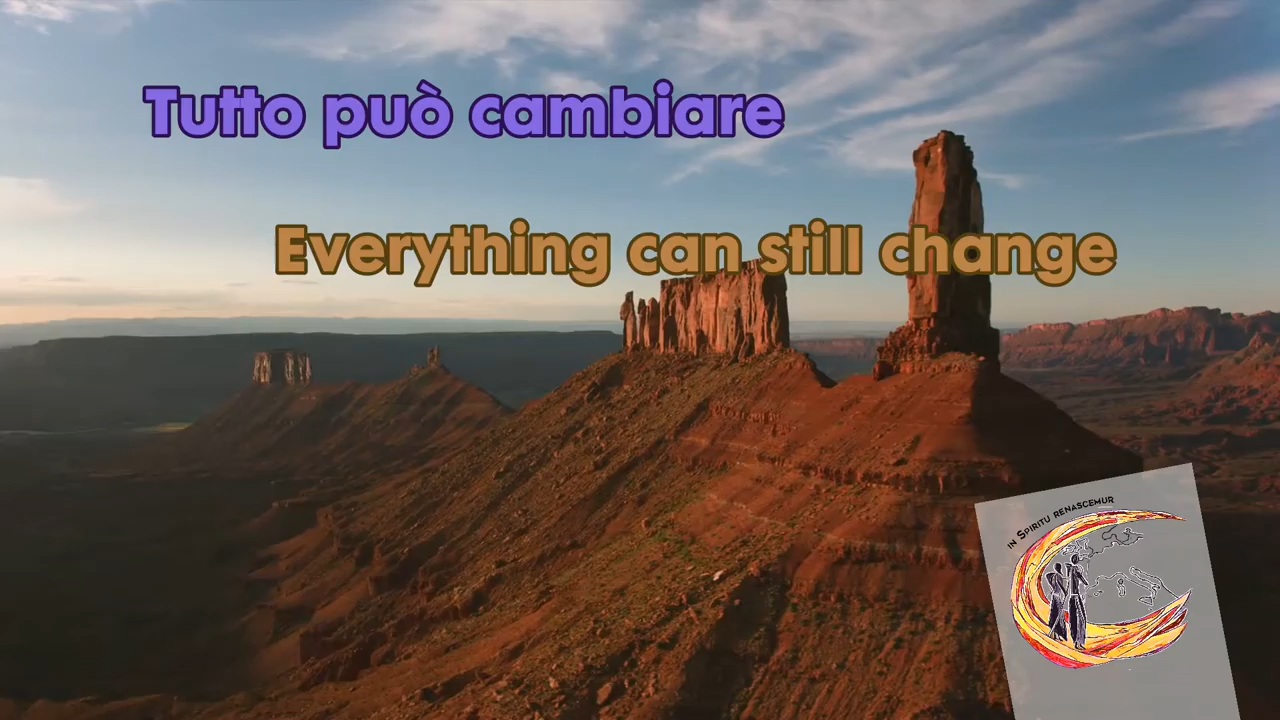 Tutto può cambiare
Everything can still change
in Spiritu renascemur